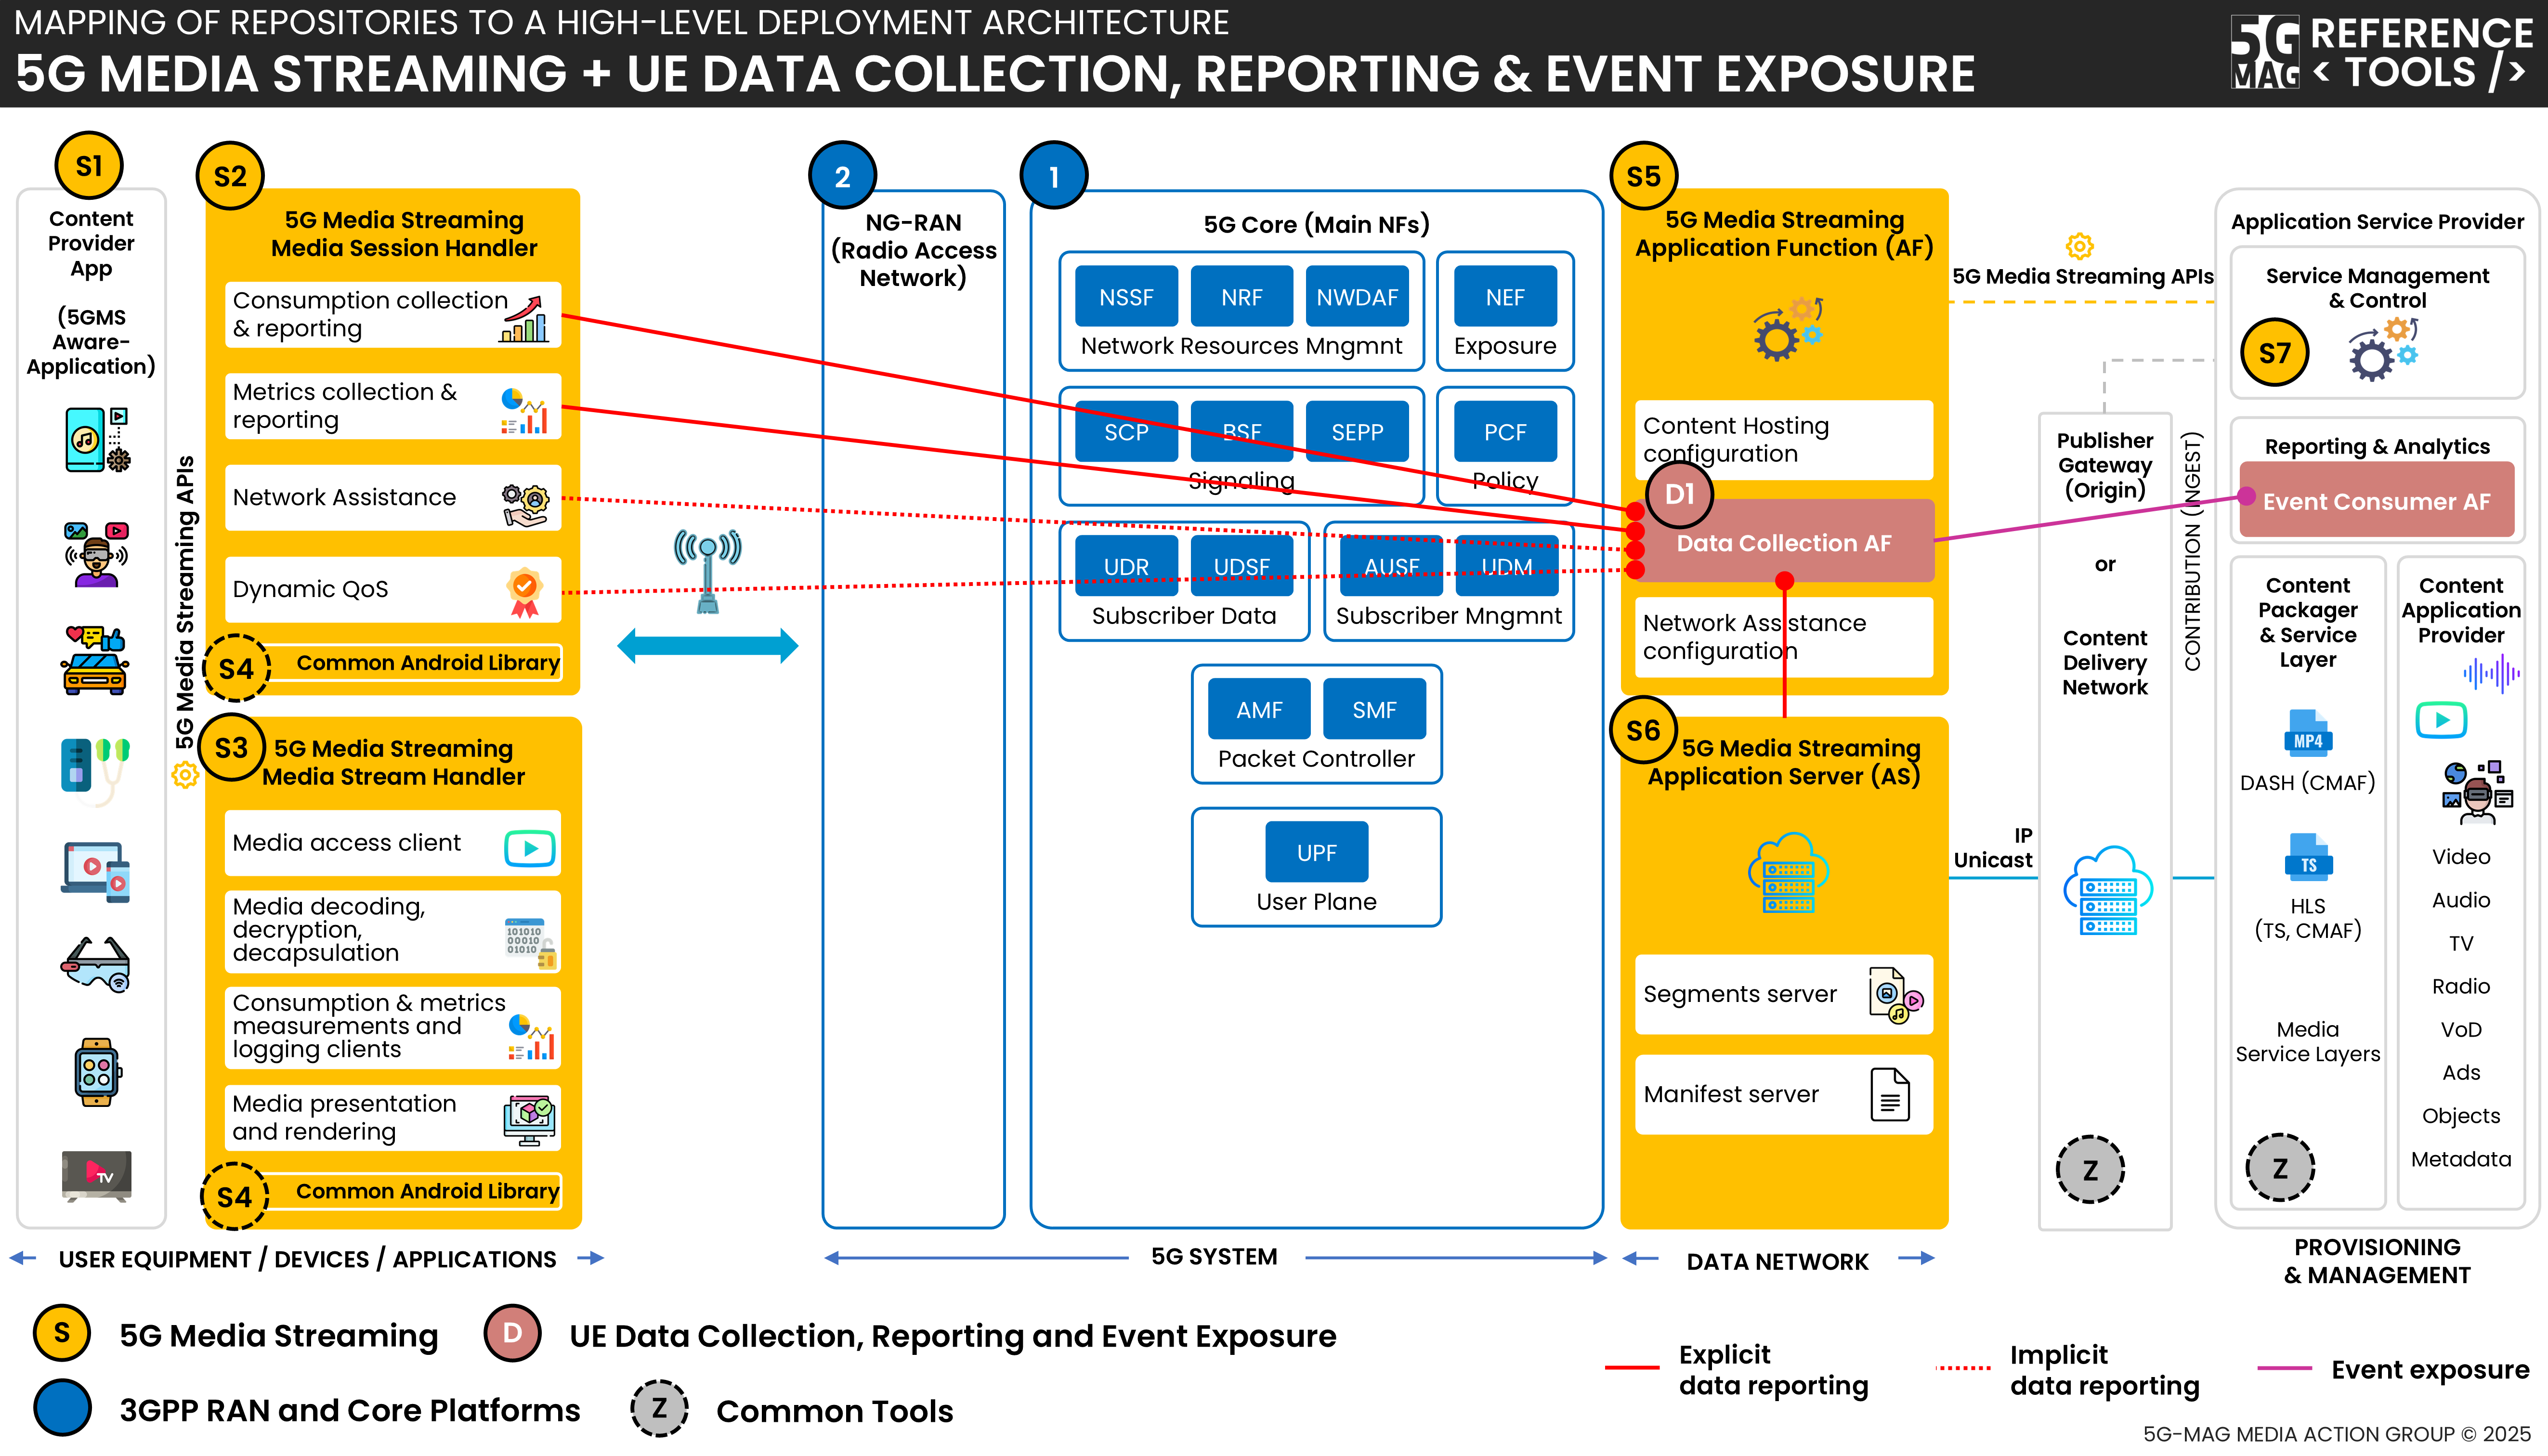 MAPPING OF REPOSITORIES TO A HIGH-LEVEL DEPLOYMENT ARCHITECTURE
5G MEDIA STREAMING + UE DATA COLLECTION, REPORTING & EVENT EXPOSURE
5G
MAG
REFERENCE
< TOOLS />
S1
Content
Provider
App
(5GMS
Aware-
Application)
TV
5G Media Streaming APIs
S2
5G Media Streaming
Media Session Handler
Consumption collection
& reporting
Metrics collection &
reporting
Network Assistance
Dynamic QoS
S4
Common Android Library
S3
5G Media Streaming
Media Stream Handler
Media access client
Media decoding,
decryption,
decapsulation
101010
00010
01010
Consumption & metrics
measurements and
logging clients
Media presentation
and rendering
S4
Common Android Library
2
NG-RAN
(Radio Access
Network)
1
5G Core (Main NFs)
NSSF
NRF
NWDAF
Network Resources Mngmnt
NEF
Exposure
SCP
BSF
SEPP
Signaling
PCF
Policy
UDR
UDSF
Subscriber Data
AUSF
UDM
Subscriber Mngmnt
AMF
SMF
Packet Controller
UPF
User Plane
S5
5G Media Streaming
Application Function (AF)
Content Hosting
configuration
D1
Data Collection AF
Network Assistance
configuration
S6
5G Media Streaming
Application Server (AS)
Segments server
Manifest server
5G Media Streaming APIs
IP
Unicast
Publisher
Gateway
(Origin)
or
Content
Delivery
Network
Z
CONTRIBUTION (INGEST)
Application Service Provider
Service Management
& Control
S7
Reporting & Analytics
Event Consumer AF
Content
Packager
& Service
Layer
MP4
DASH (CMAF)
TS
HLS
(TS, CMAF)
Media
Service Layers
Z
Content
Application
Provider
Video
Audio
TV
Radio
VoD
Ads
Objects
Metadata
USER EQUIPMENT / DEVICES / APPLICATIONS
5G SYSTEM
DATA NETWORK
PROVISIONING
& MANAGEMENT
S
5G Media Streaming
D
UE Data Collection, Reporting and Event Exposure
3GPP RAN and Core Platforms
Z
Common Tools
Explicit
data reporting
Implicit
data reporting
Event exposure
5G-MAG MEDIA ACTION GROUP © 2025